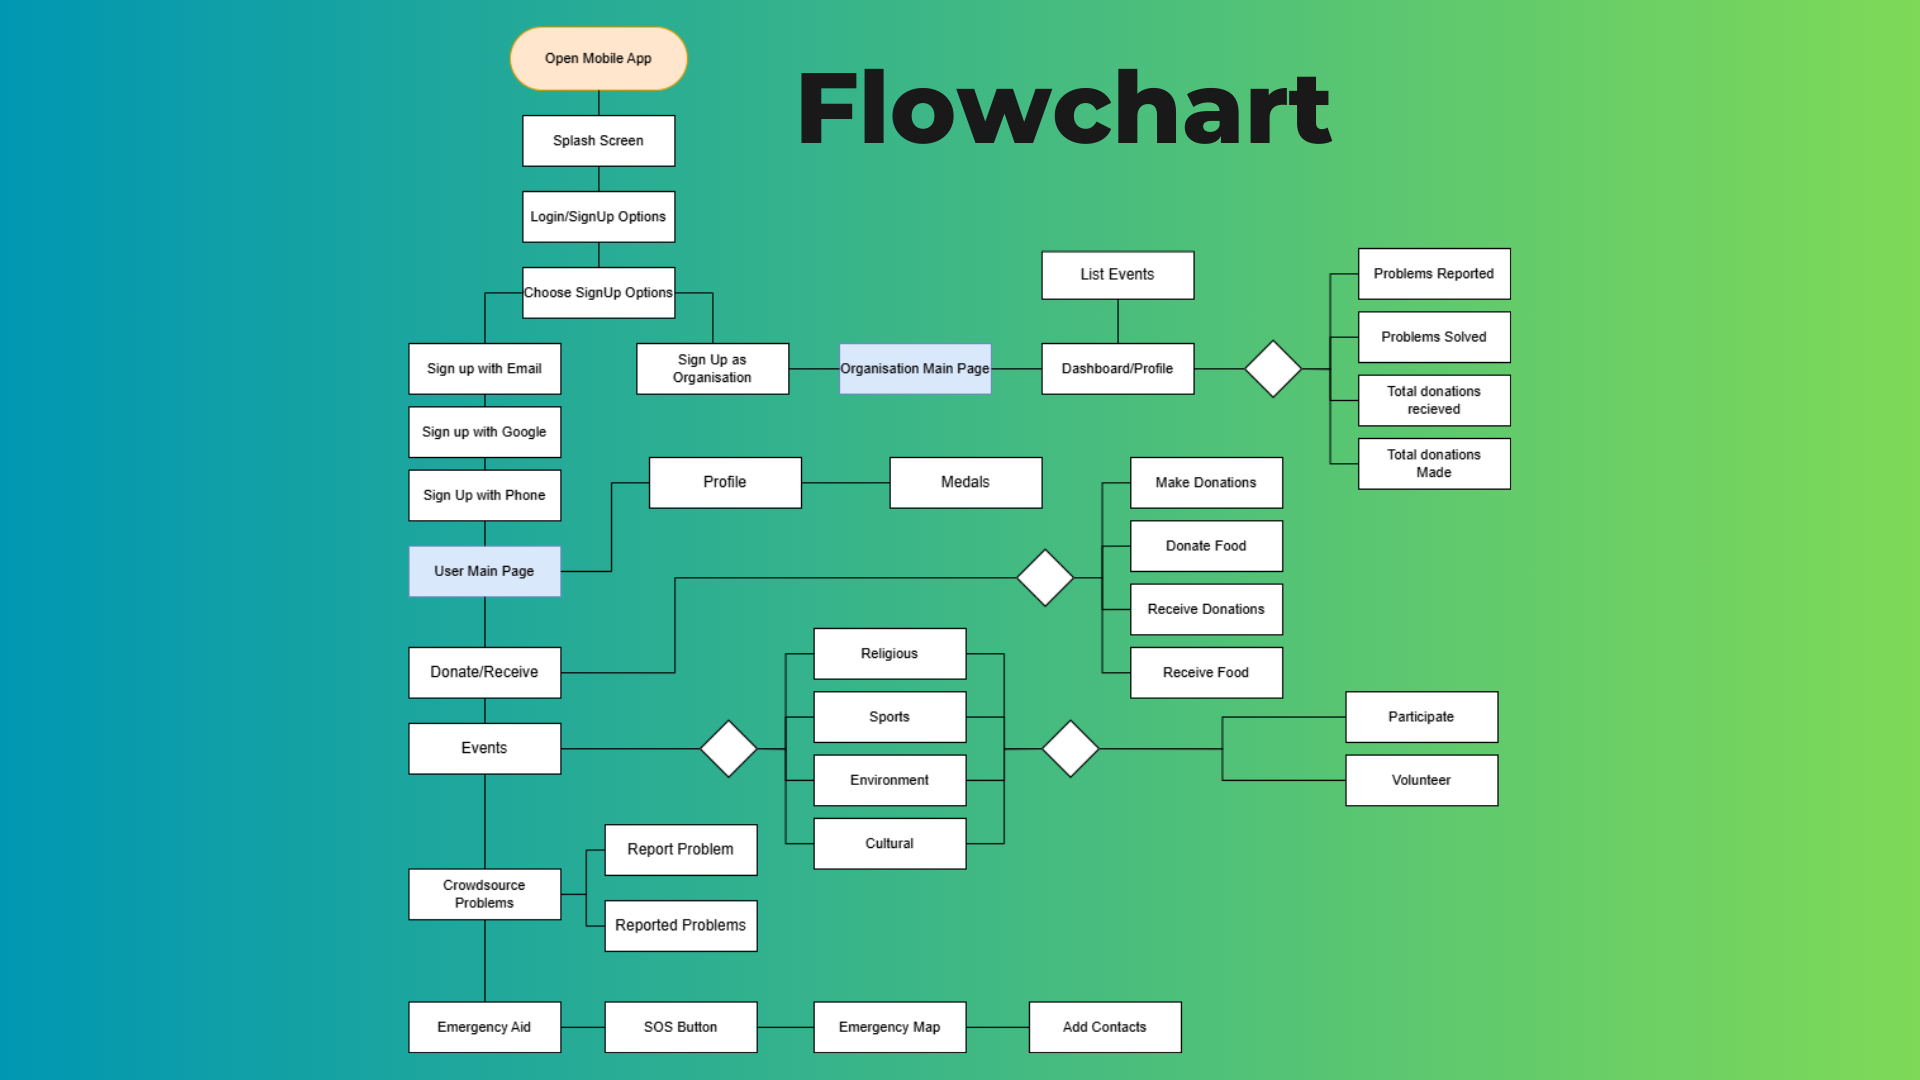 Open Mobile App
Flowchart
Splash Screen
Login/SignUp Options
Choose SignUp Options
List Events
Problems Reported
Problems Solved
Sign up with Email
Sign Up as
Organisation
Organisation Main Page
Dashboard/Profile
Total donations
recieved
Sign up with Google
Total donations
Made
Sign Up with Phone
Profile
Medals
Make Donations
Donate Food
User Main Page
Receive Donations
Donate/Receive
Religious
Receive Food
Sports
Participate
Events
Environment
Volunteer
Cultural
Report Problem
Crowdsource
Problems
Reported Problems
Emergency Aid
SOS Button
Emergency Map
Add Contacts